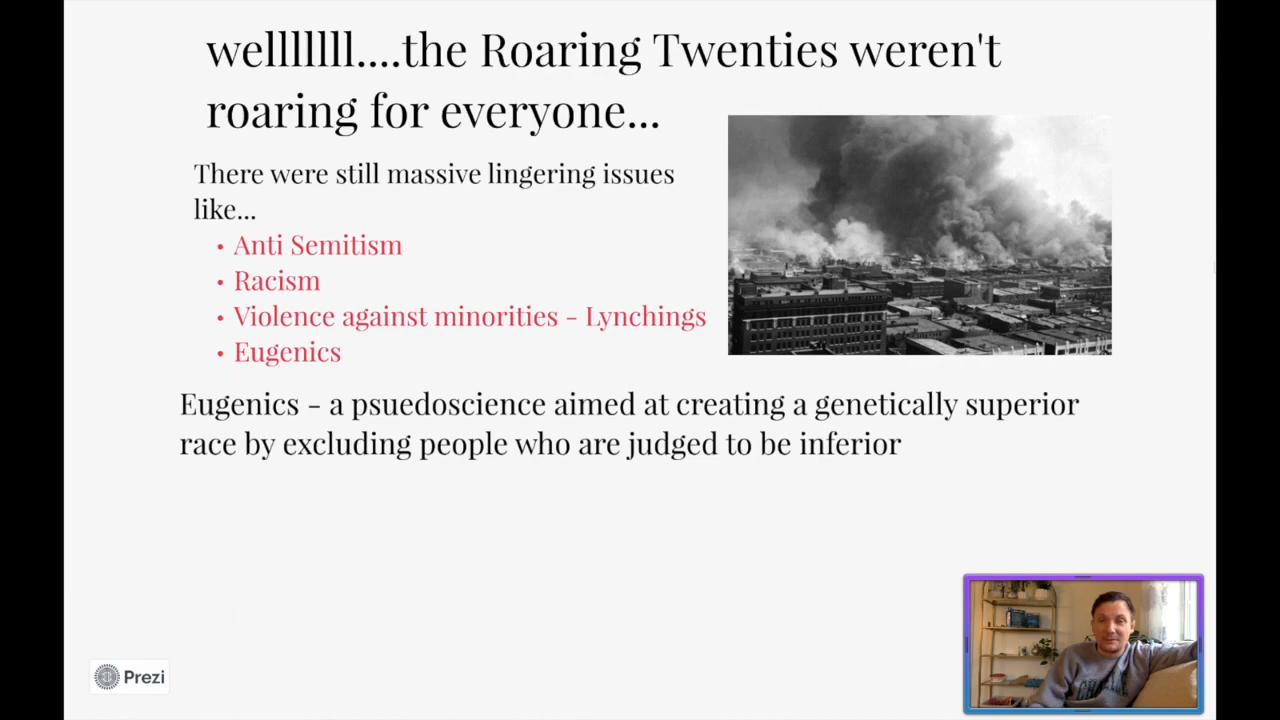 welllllll....the Roaring Twenties weren't
roaring for everyone...
There were still massive lingering issues
like...
• Anti Semitism
• Racism
• Violence against minorities - Lynchings
• Eugenics
Eugenics - a psuedoscience aimed at creating a genetically superior
race by excluding people who are judged to be inferior
Prezi